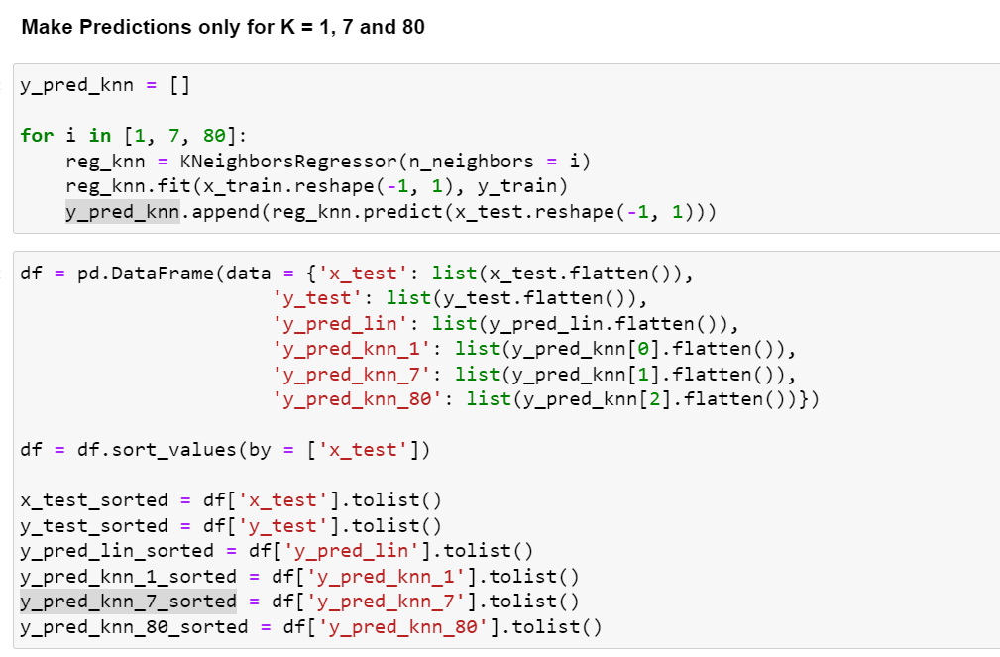 Make Predictions only for K = 1, 7 and 80
y_pred_knn = []
for i in [1, 7, 80]:
    reg_knn = KNeighborsRegressor(n_neighbors = i)
    reg_knn.fit(x_train.reshape(-1, 1), y_train)
    y_pred_knn.append(reg_knn.predict(x_test.reshape(-1, 1)))
df = pd.DataFrame(data = {'x_test': list(x_test.flatten()),
                      'y_test': list(y_test.flatten()),
                      'y_pred_lin': list(y_pred_lin.flatten()),
                      'y_pred_knn_1': list(y_pred_knn[0].flatten()),
                      'y_pred_knn_7': list(y_pred_knn[1].flatten()),
                      'y_pred_knn_80': list(y_pred_knn[2].flatten())})
df = df.sort_values(by = ['x_test'])
x_test_sorted = df['x_test'].tolist()
y_test_sorted = df['y_test'].tolist()
y_pred_lin_sorted = df['y_pred_lin'].tolist()
y_pred_knn_1_sorted = df['y_pred_knn_1'].tolist()
y_pred_knn_7_sorted = df['y_pred_knn_7'].tolist()
y_pred_knn_80_sorted = df['y_pred_knn_80'].tolist()